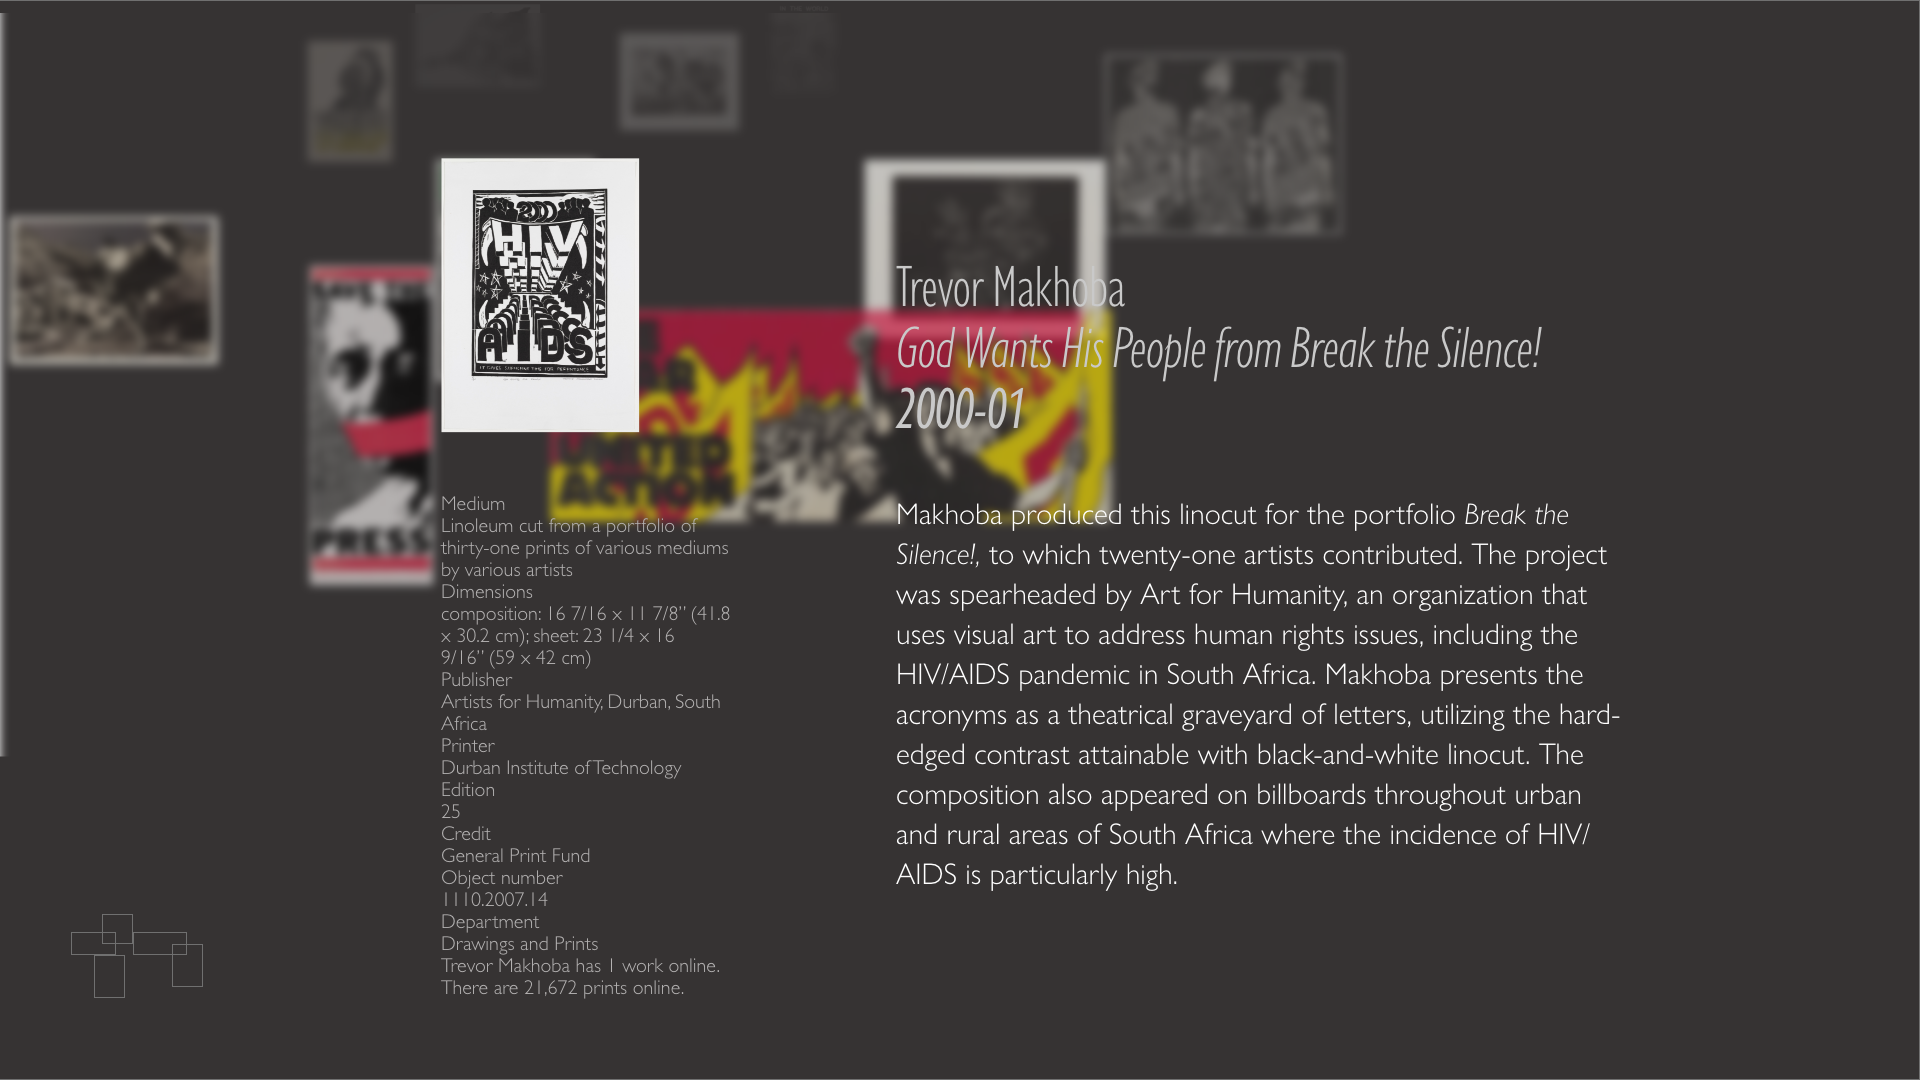 2000
HIV
AIDS
Trevor Makhoba
God Wants His People from Break the Silence!
2000-01
UNITED
ACTION
PRESS
Medium
Linoleum cut from a portfolio of
thirty-one prints of various mediums
by various artists
Dimensions
composition: 16 7/16 x 11 7/8” (41.8
x 30.2 cm); sheet: 23 1/4 x 16
9/16” (59 x 42 cm)
Publisher
Artists for Humanity, Durban, South
Africa
Printer
Durban Institute of Technology
Edition
25
Credit
General Print Fund
Object number
1110.2007.14
Department
Drawings and Prints
Trevor Makhoba has 1 work online.
There are 21,672 prints online.
Makhoba produced this linocut for the portfolio Break the
Silence!, to which twenty-one artists contributed. The project
was spearheaded by Art for Humanity, an organization that
uses visual art to address human rights issues, including the
HIV/AIDS pandemic in South Africa. Makhoba presents the
acronyms as a theatrical graveyard of letters, utilizing the hard-
edged contrast attainable with black-and-white linocut. The
composition also appeared on billboards throughout urban
and rural areas of South Africa where the incidence of HIV/
AIDS is particularly high.